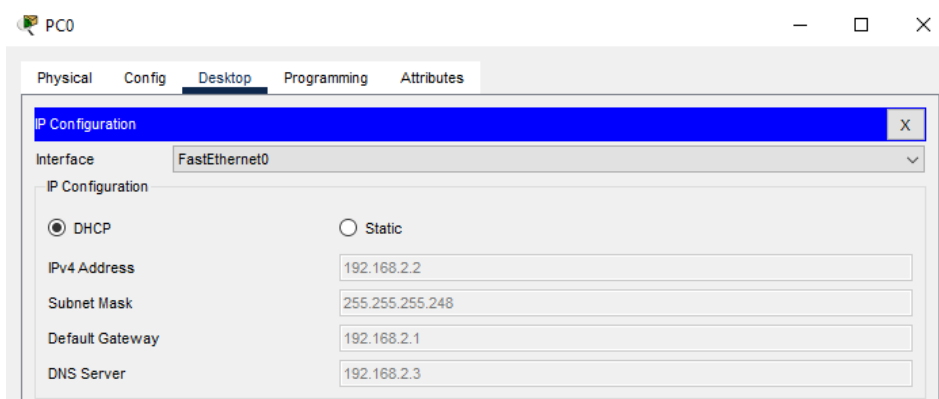 PC0
Physical Config Desktop Programming Attributes
IP Configuration X
Interface FastEthernet0
IP Configuration
DHCP Static
IPv4 Address 192.168.2.2
Subnet Mask 255.255.255.248
Default Gateway 192.168.2.1
DNS Server 192.168.2.3